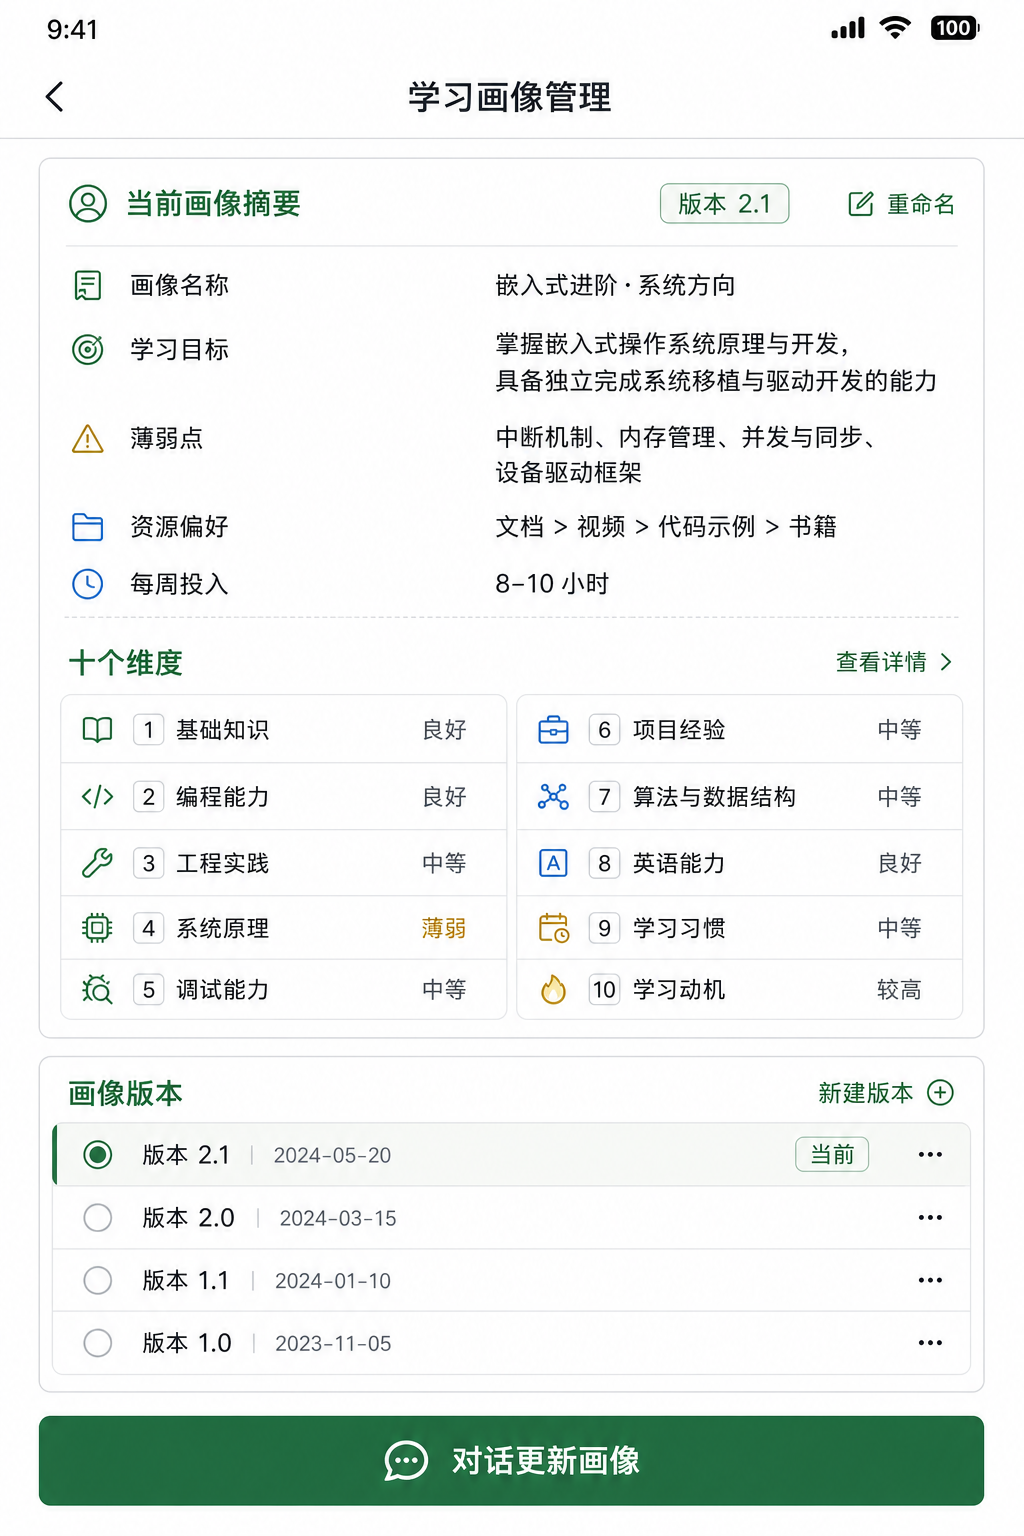 9:41
100
学习画像管理
当前画像摘要
版本 2.1
重命名
画像名称
嵌入式进阶 · 系统方向
学习目标
掌握嵌入式操作系统原理与开发，
具备独立完成系统移植与驱动开发的能力
薄弱点
中断机制、内存管理、并发与同步、
设备驱动框架
资源偏好
文档 > 视频 > 代码示例 > 书籍
每周投入
8–10 小时
十个维度
查看详情
1 基础知识 良好
2 编程能力 良好
3 工程实践 中等
4 系统原理 薄弱
5 调试能力 中等
6 项目经验 中等
7 算法与数据结构 中等
A 8 英语能力 良好
9 学习习惯 中等
10 学习动机 较高
画像版本
新建版本
版本 2.1 | 2024-05-20 当前
版本 2.0 | 2024-03-15
版本 1.1 | 2024-01-10
版本 1.0 | 2023-11-05
对话更新画像